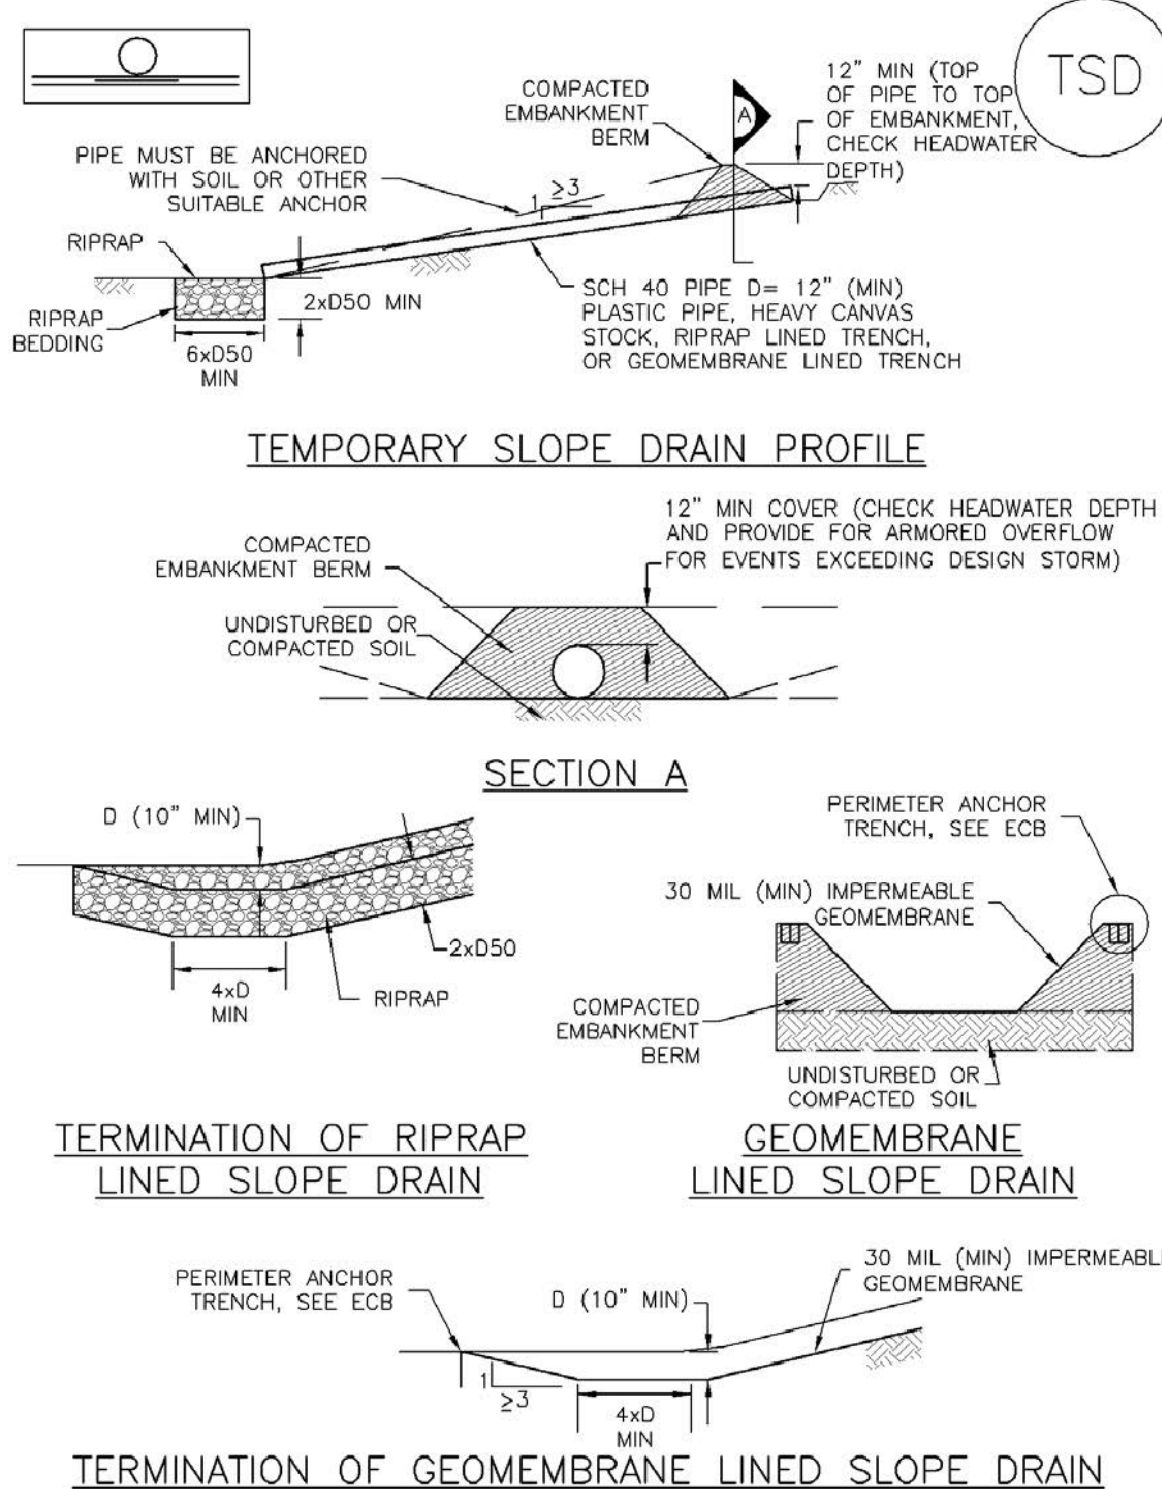 TSD
12" MIN (TOP
OF PIPE TO TOP
OF EMBANKMENT,
CHECK HEADWATER
DEPTH)
COMPACTED
EMBANKMENT
BERM
A
PIPE MUST BE ANCHORED
WITH SOIL OR OTHER
SUITABLE ANCHOR
1
≥3
RIPRAP
RIPRAP
BEDDING
2xD50 MIN
6xD50
MIN
SCH 40 PIPE D= 12" (MIN)
PLASTIC PIPE, HEAVY CANVAS
STOCK, RIPRAP LINED TRENCH,
OR GEOMEMBRANE LINED TRENCH
TEMPORARY SLOPE DRAIN PROFILE
12" MIN COVER (CHECK HEADWATER DEPTH
AND PROVIDE FOR ARMORED OVERFLOW
FOR EVENTS EXCEEDING DESIGN STORM)
COMPACTED
EMBANKMENT BERM
UNDISTURBED OR
COMPACTED SOIL
SECTION A
D (10" MIN)
2xD50
4xD
MIN
RIPRAP
TERMINATION OF RIPRAP
LINED SLOPE DRAIN
PERIMETER ANCHOR
TRENCH, SEE ECB
30 MIL (MIN) IMPERMEABLE
GEOMEMBRANE
COMPACTED
EMBANKMENT
BERM
UNDISTURBED OR
COMPACTED SOIL
GEOMEMBRANE
LINED SLOPE DRAIN
PERIMETER ANCHOR
TRENCH, SEE ECB
D (10" MIN)
30 MIL (MIN) IMPERMEABL
GEOMEMBRANE
1
≥3
4xD
MIN
TERMINATION OF GEOMEMBRANE LINED SLOPE DRAIN